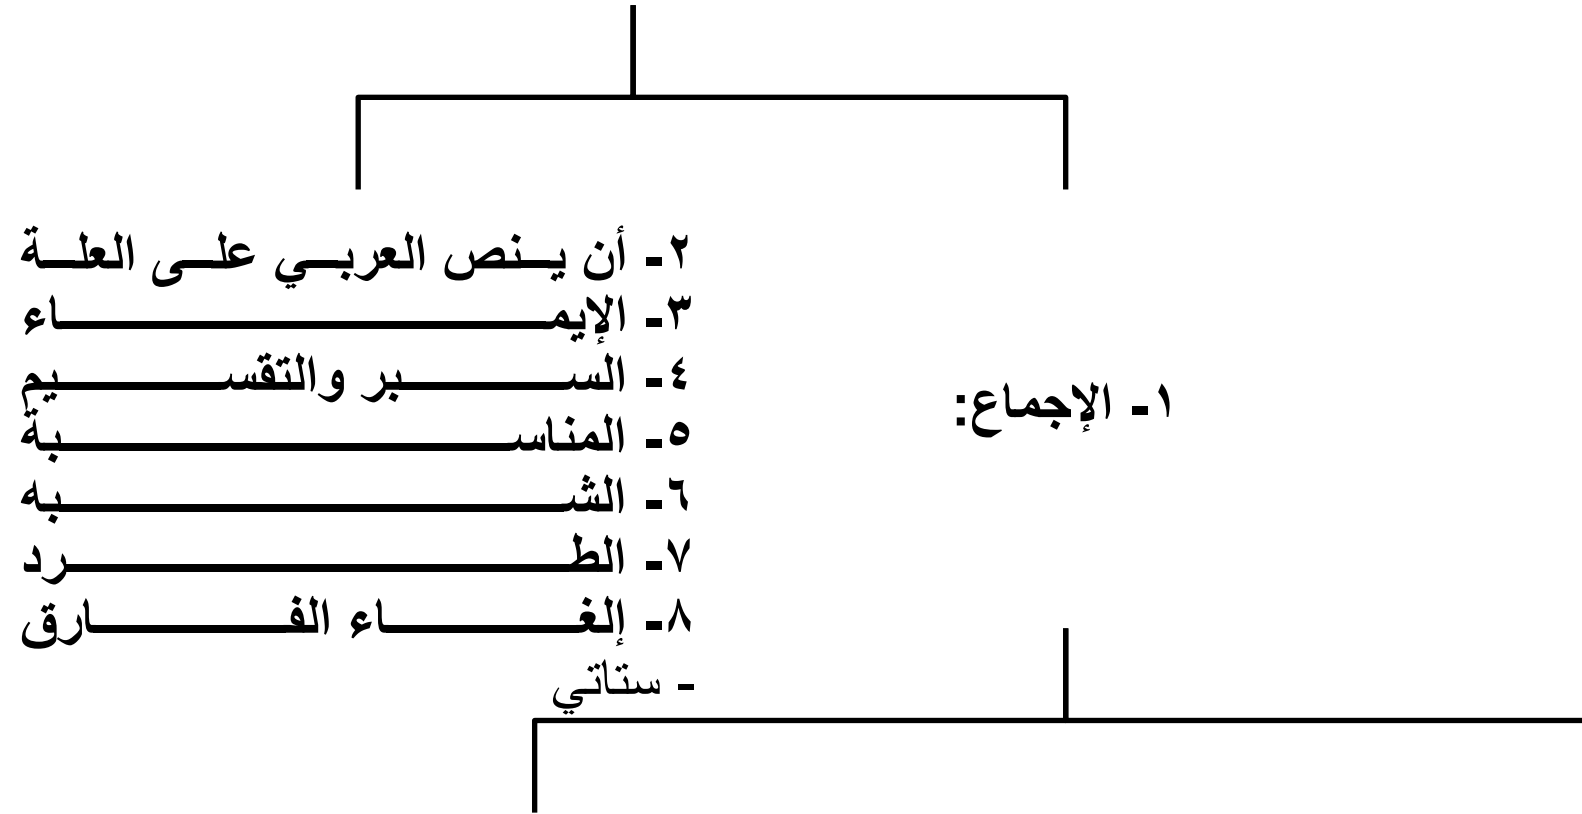 ١- الإجماع:
٢- أن ينص العربي على العلة
٣- الإيماء
٤- السبر والتقسيم
٥- المناسبة
٦- الشبه
٧- الطرد
٨- إلغاء الفارق
- ستاتي